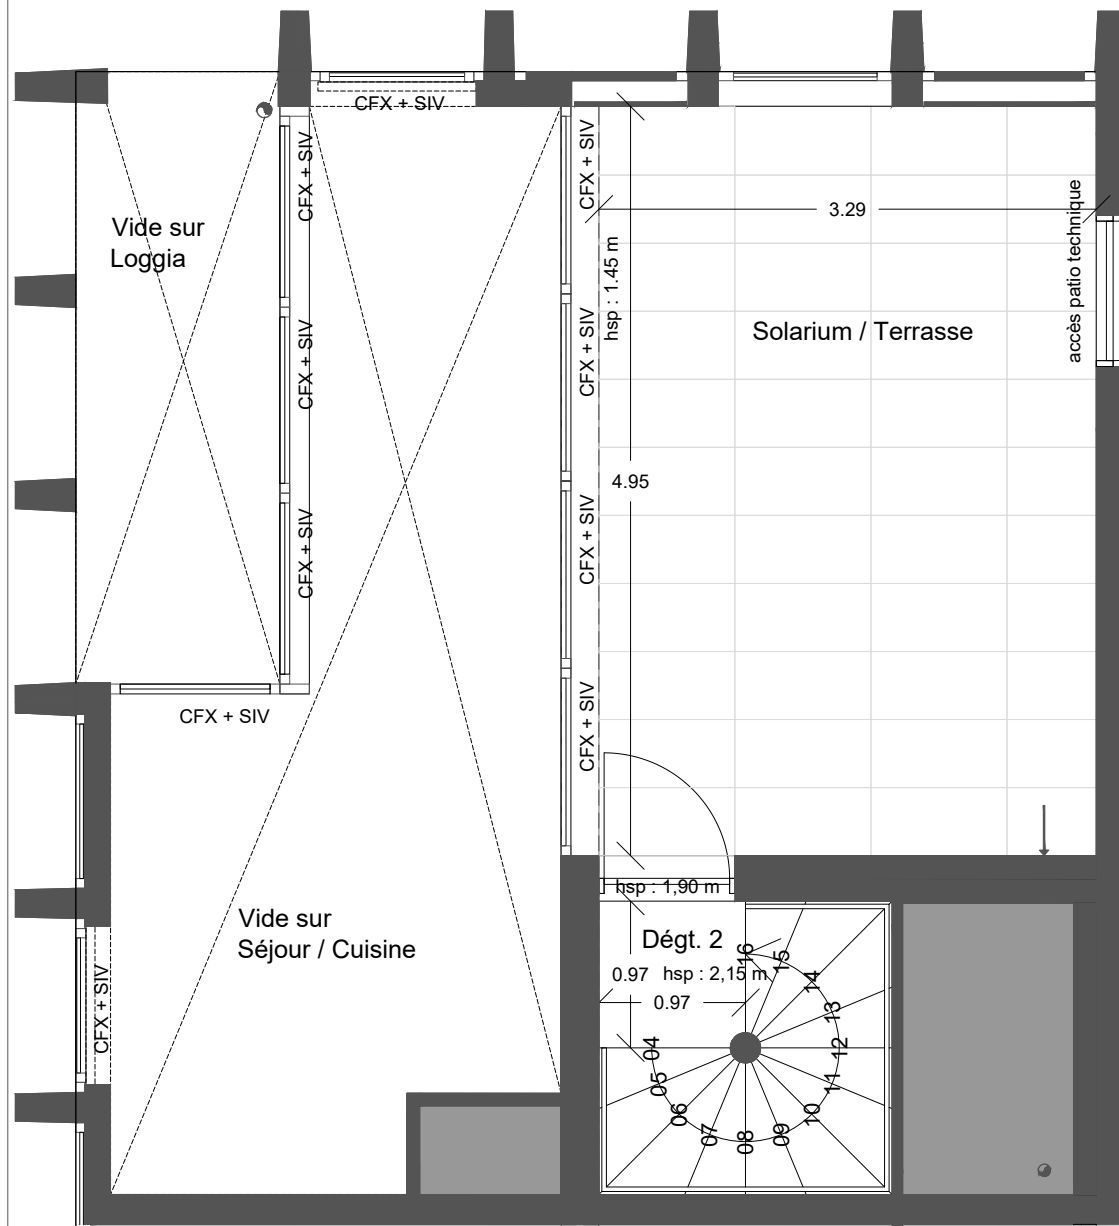 CFX + SIV
CFX + SIV
CFX + SIV
3.29
accès patio technique
Vide sur
Loggia
hsp : 1.45 m
Solarium / Terrasse
CFX + SIV
CFX + SIV
4.95
CFX + SIV
CFX + SIV
CFX + SIV
CFX + SIV
hsp : 1,90 m
Vide sur
Séjour / Cuisine
Dégt. 2
0.97
hsp : 2,15 m
0.97
CFX + SIV
16
15
14
13
12
11
10
09
08
07
06
05
04